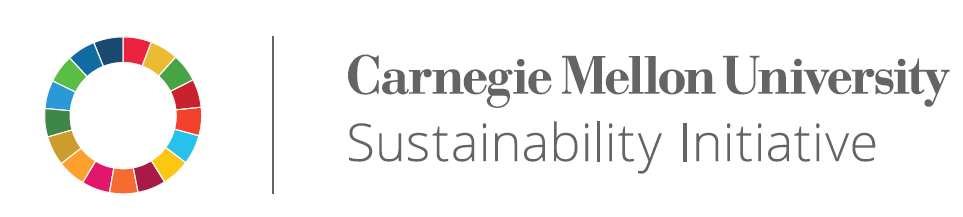 Carnegie Mellon University
Sustainability Initiative